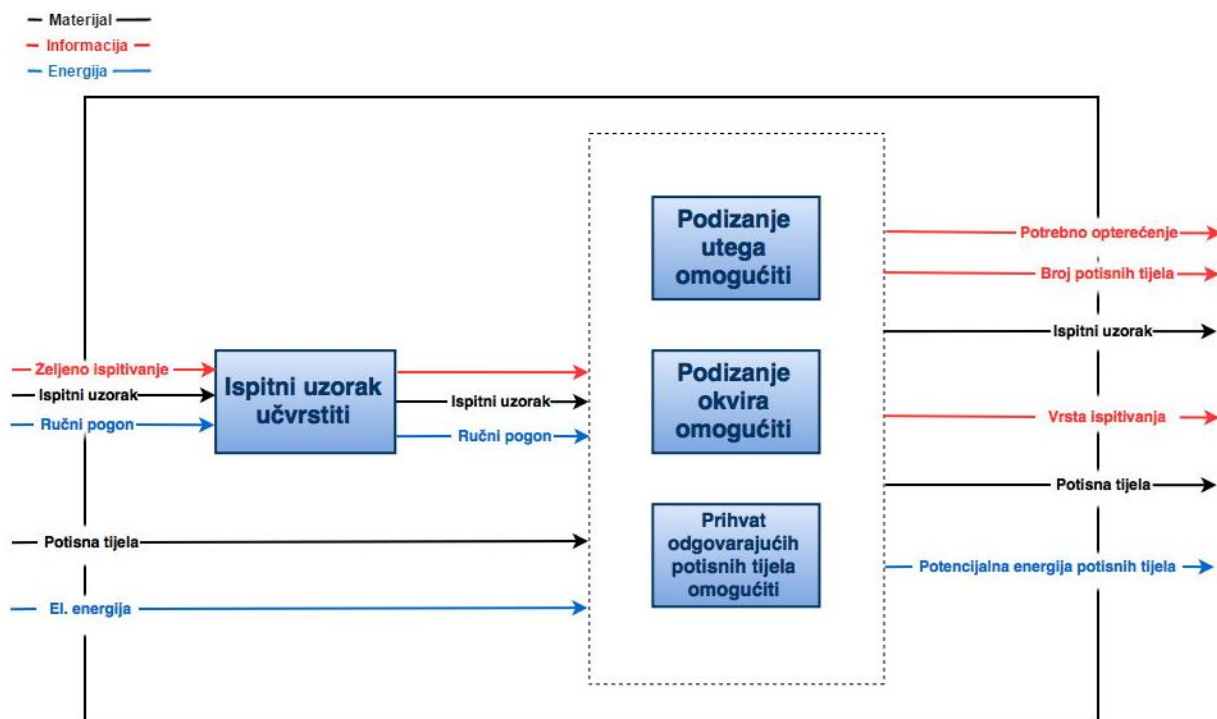 Materijal
Informacija
Energija
Podizanje
utega
omogućiti
Potrebno opterećenje
Broj potisnih tijela
Ispitni uzorak
Željeno ispitivanje
Ispitni uzorak
Ručni pogon
Ispitni uzorak
učvrstiti
Ispitni uzorak
Ručni pogon
Podizanje
okvira
omogućiti
Vrsta ispitivanja
Potisna tijela
Potisna tijela
El. energija
Prihvat
odgovarajućih
potisnih tijela
omogućiti
Potencijalna energija potisnih tijela